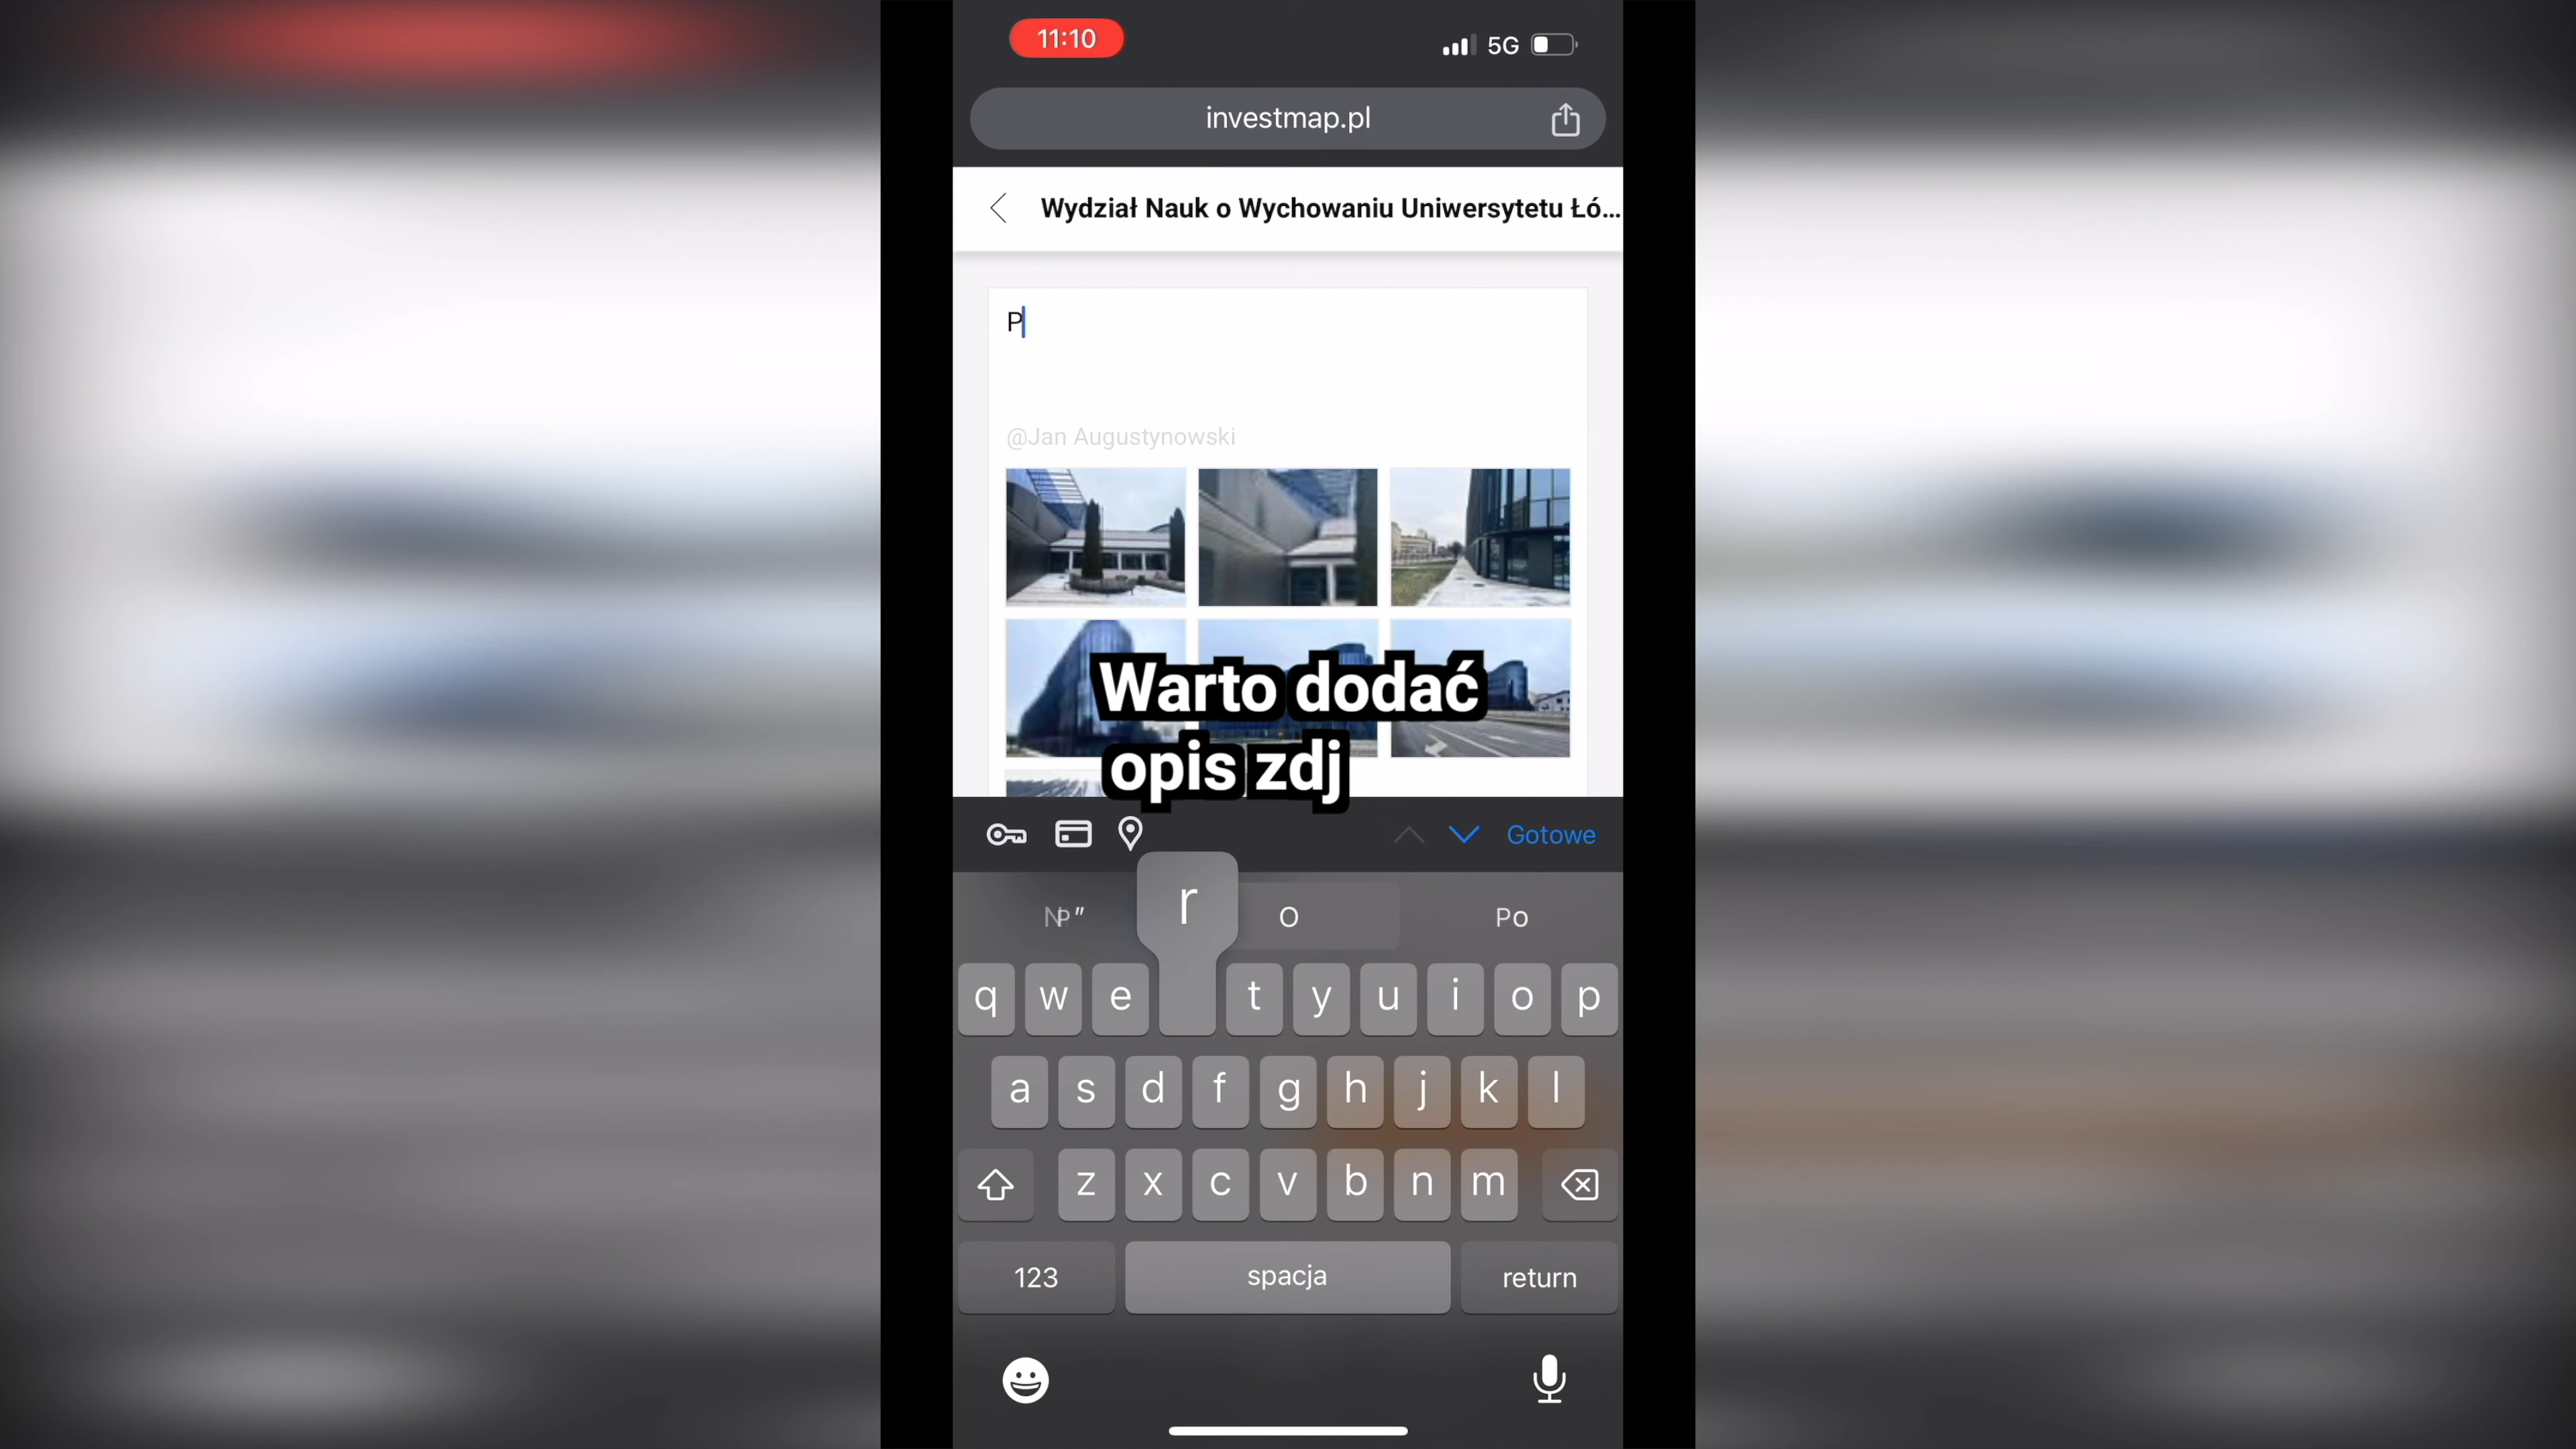 11:10
5G
investmap.pl
Wydział Nauk o Wychowaniu Uniwersytetu Łó...
P
@Jan Augustynowski
Warto dodać
opis zdj
Gotowe
r
O
Po
q w e t y u i o p
a s d f g h j k l
z x c v b n m
123 spacja return